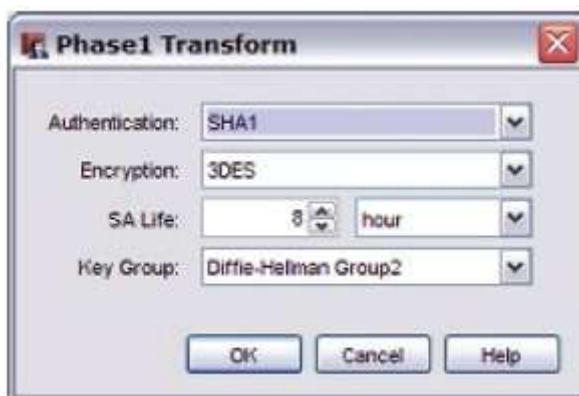 Phase1 Transform
Authentication: SHA1
Encryption: 3DES
SA Life: 8 hour
Key Group: Diffie-Hellman Group2
OK Cancel Help